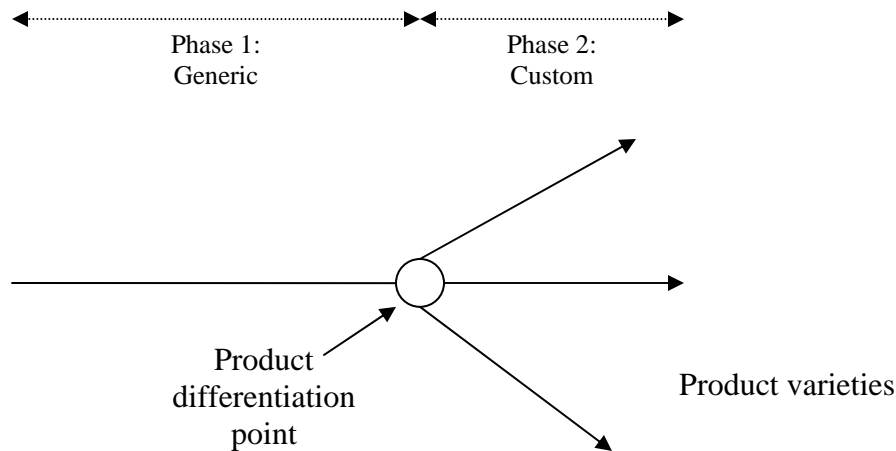 Phase 1:
Generic
Phase 2:
Custom
Product
differentiation
point
Product varieties